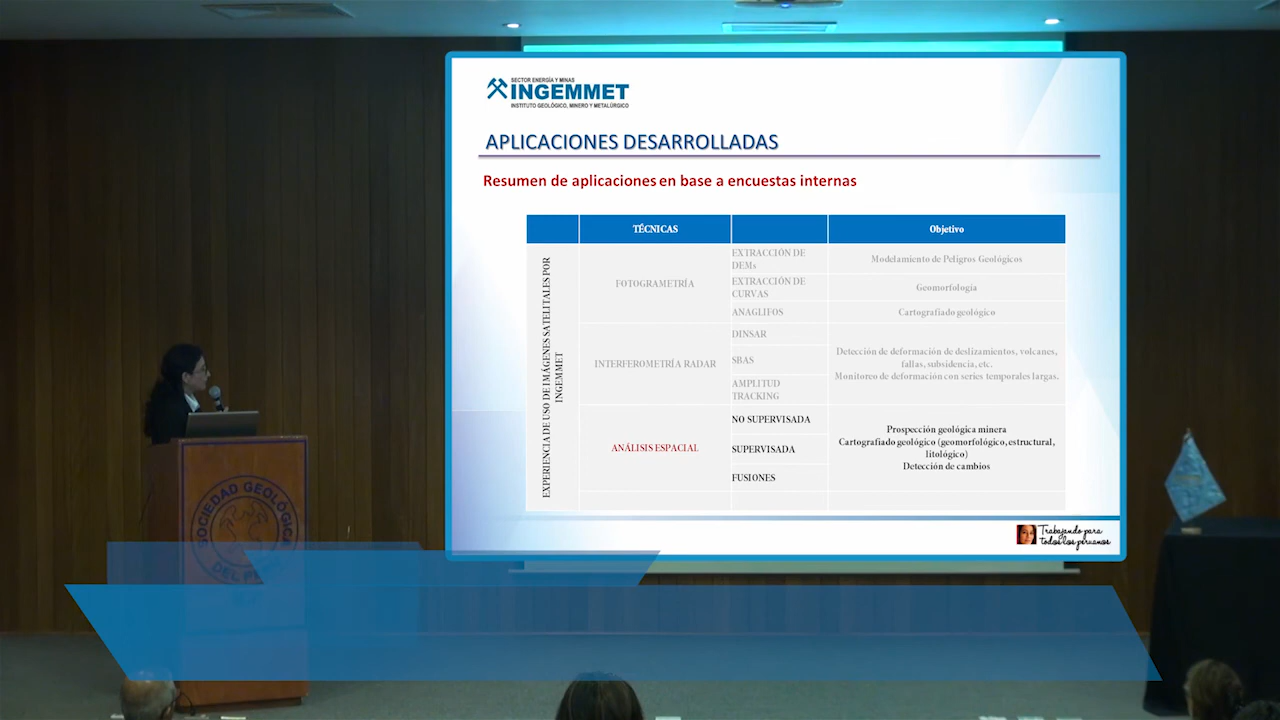 SECTOR ENERGÍA Y MINAS
INGEMMET
INSTITUTO GEOLÓGICO, MINERO Y METALÚRGICO
APLICACIONES DESARROLLADAS
Resumen de aplicaciones en base a encuestas internas
TÉCNICAS
Objetivo
EXPERIENCIA DE USO DE IMÁGENES SATELITALES POR
INGEMMET
FOTOGRAMETRÍA
EXTRACCIÓN DE
DEMs
Modelamiento de Peligros Geológicos
EXTRACCIÓN DE
CURVAS
Geomorfología
ANAGLIFOS
Cartografiado geológico
INTERFEROMETRÍA RADAR
DINSAR
SBAS
AMPLITUD
TRACKING
Detección de deformación de deslizamientos, volcanes,
fallas, subsidencia, etc.
Monitoreo de deformación con series temporales largas.
ANÁLISIS ESPACIAL
NO SUPERVISADA
SUPERVISADA
FUSIONES
Prospección geológica minera
Cartografiado geológico (geomorfológico, estructural,
litológico)
Detección de cambios
Trabajando para
todos los peruanos
SOCIEDAD GEOLÓGICA